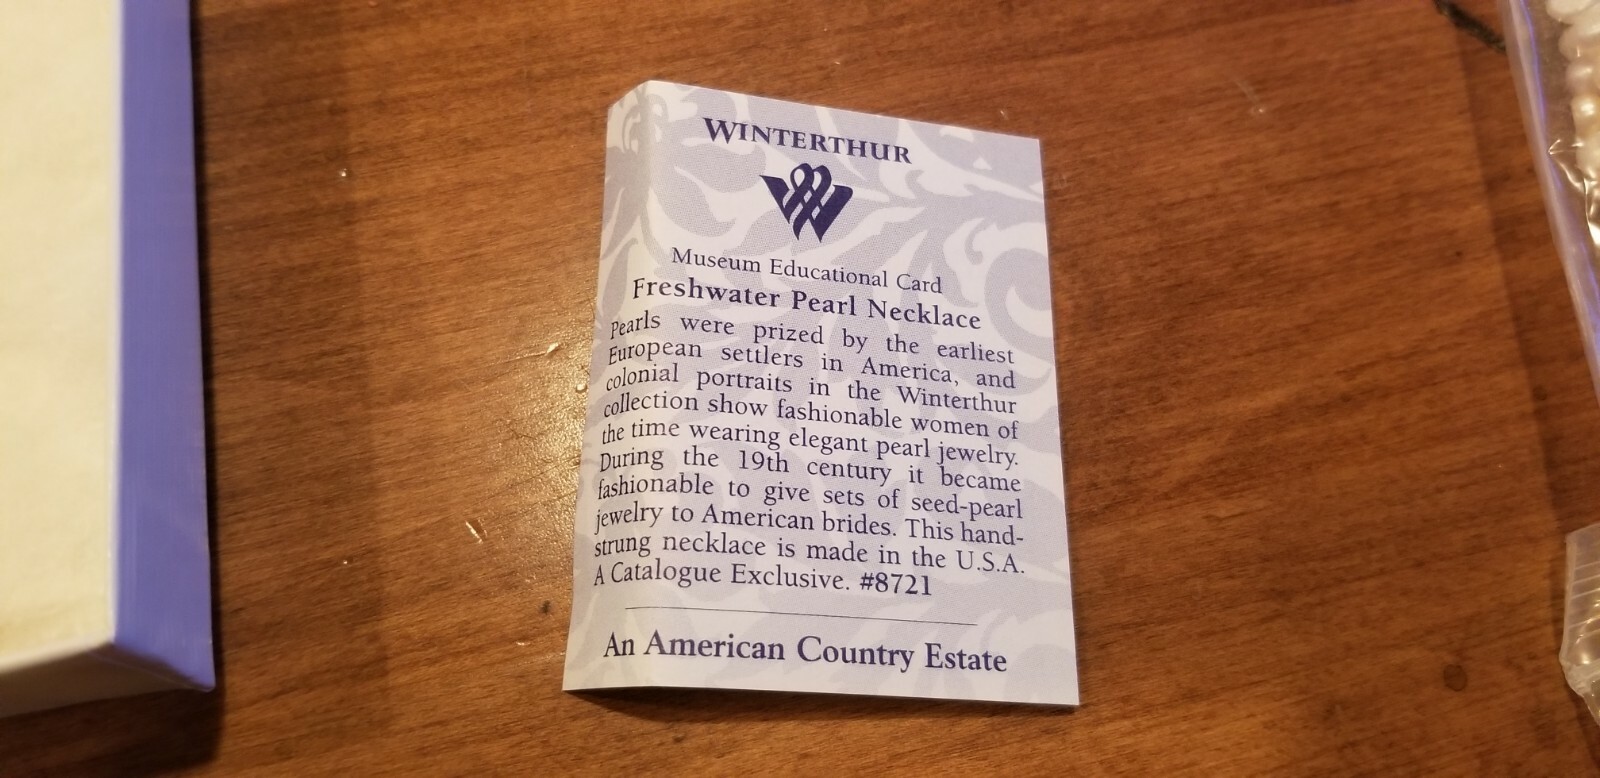 WINTERTHUR
Museum Educational Card
Freshwater Pearl Necklace
Pearls were prized by the earliest
European settlers in America, and
colonial portraits in the Winterthur
collection show fashionable women of
the time wearing elegant pearl jewelry.
During the 19th century it became
fashionable to give sets of seed-pearl
jewelry to American brides. This hand-
strung necklace is made in the U.S.A.
A Catalogue Exclusive. #8721
An American Country Estate